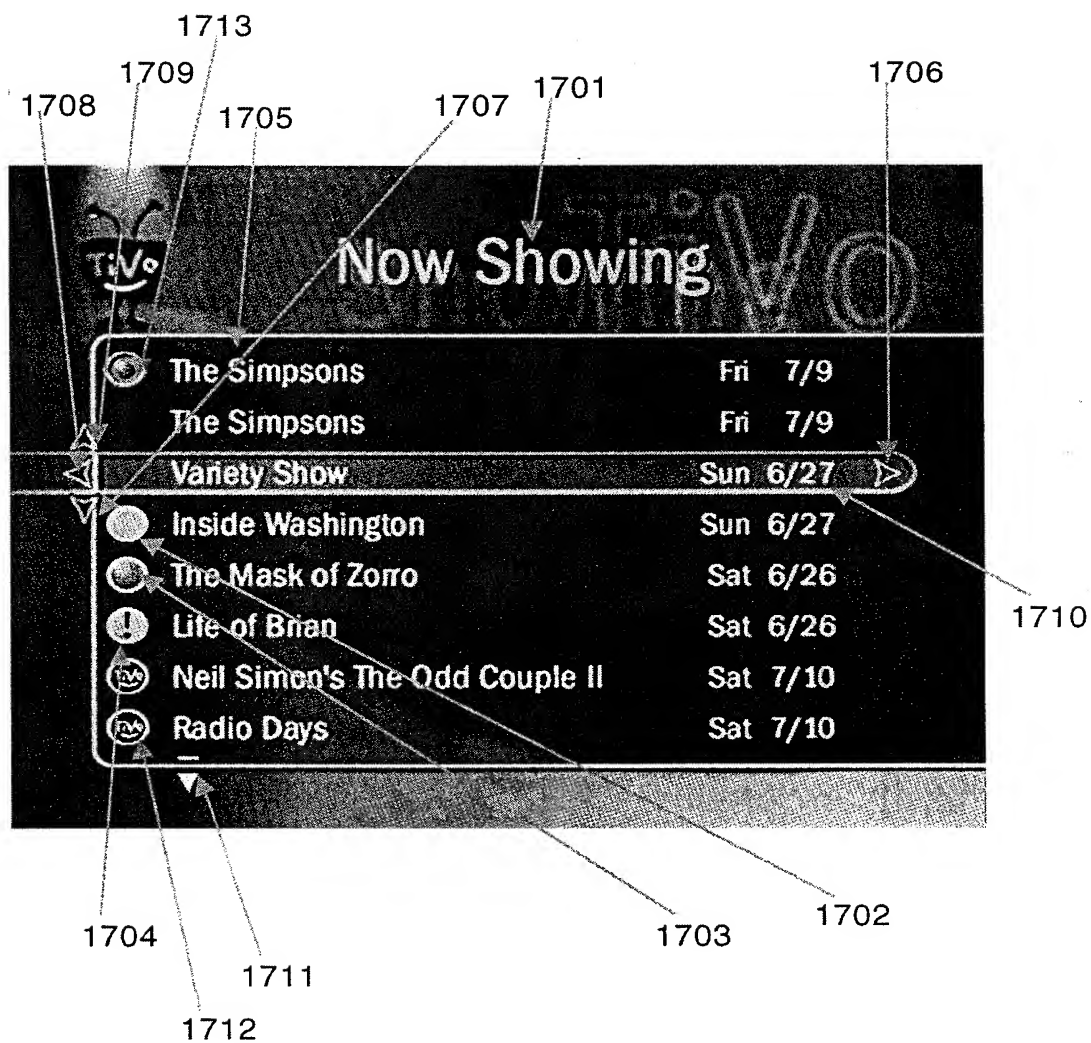 1713
1709
1706
1701
1707
1708
1705
TiVo
TiVo
Now Showing
The Simpsons Fri 7/9
The Simpsons Fri 7/9
Variety Show Sun 6/27
Inside Washington Sun 6/27
The Mask of Zorro Sat 6/26
! Life of Brian Sat 6/26
TiVo Neil Simon's The Odd Couple II Sat 7/10
TiVo Radio Days Sat 7/10
1710
1702
1704
1703
1711
1712